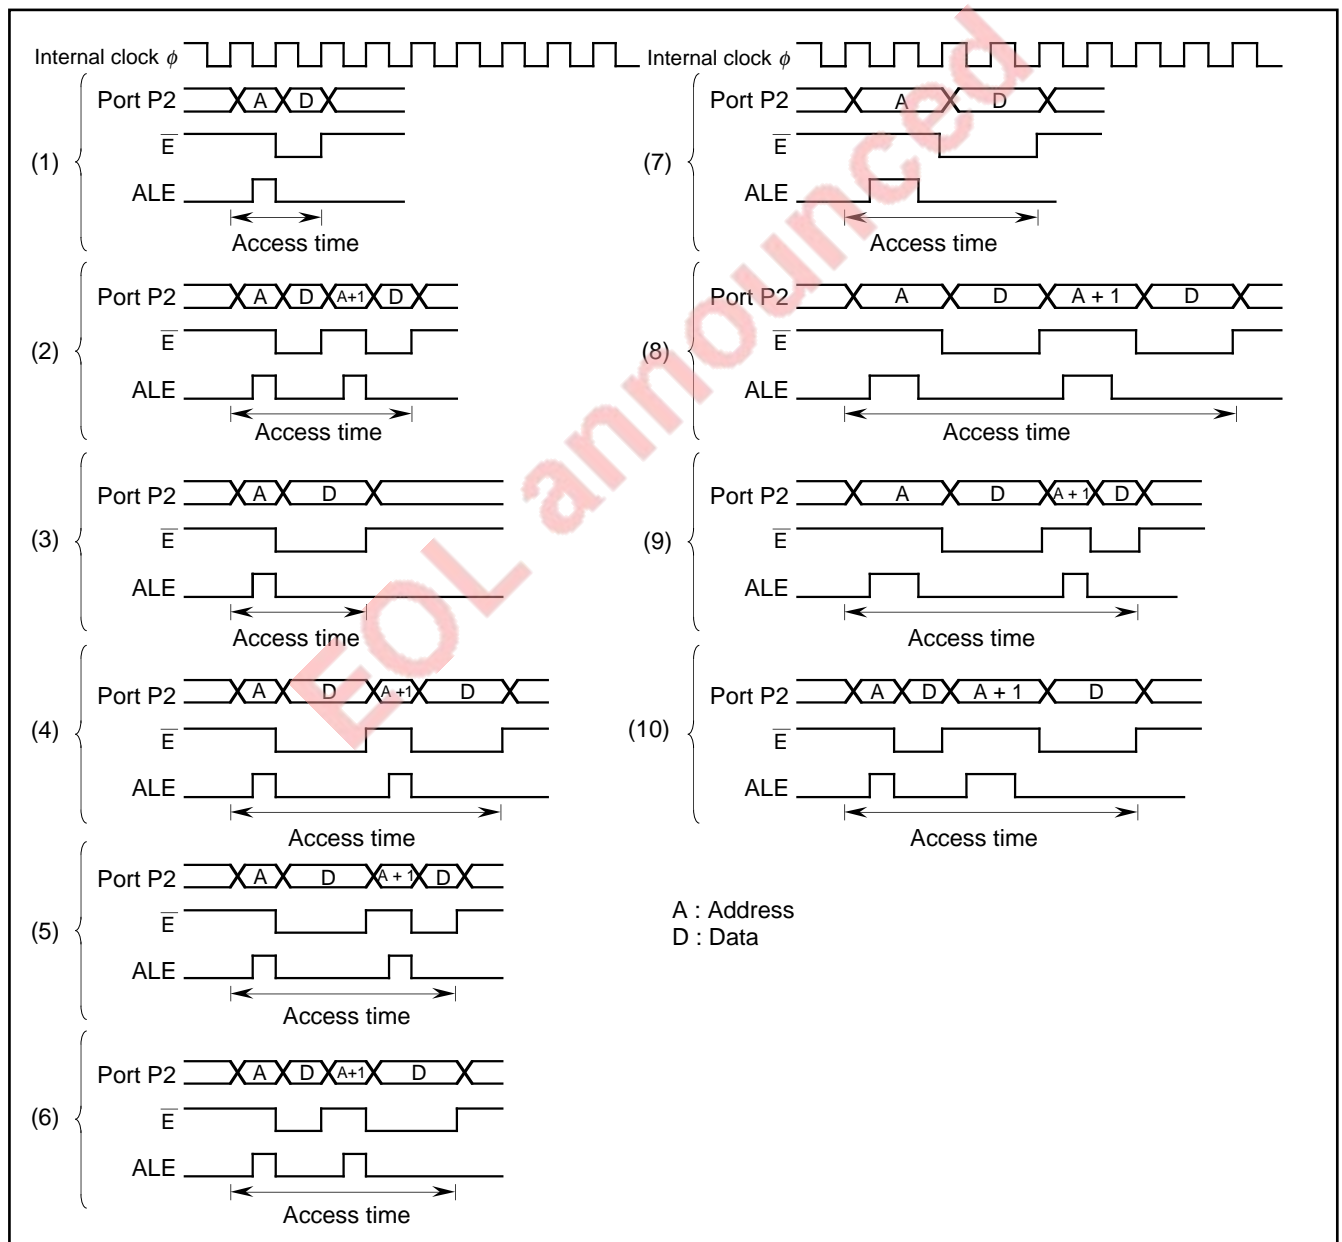 Internal clock ϕ
(1)
Port P2 A D
E
ALE
Access time
(2)
Port P2 A D A+1 D
E
ALE
Access time
(3)
Port P2 A D
E
ALE
Access time
(4)
Port P2 A D A +1 D
E
ALE
Access time
(5)
Port P2 A D A + 1 D
E
ALE
Access time
(6)
Port P2 A D A+1 D
E
ALE
Access time
Internal clock ϕ
(7)
Port P2 A D
E
ALE
Access time
(8)
Port P2 A D A + 1 D
E
ALE
Access time
(9)
Port P2 A D A + 1 D
E
ALE
Access time
(10)
Port P2 A D A + 1 D
E
ALE
Access time
A : Address
D : Data
EOL announced